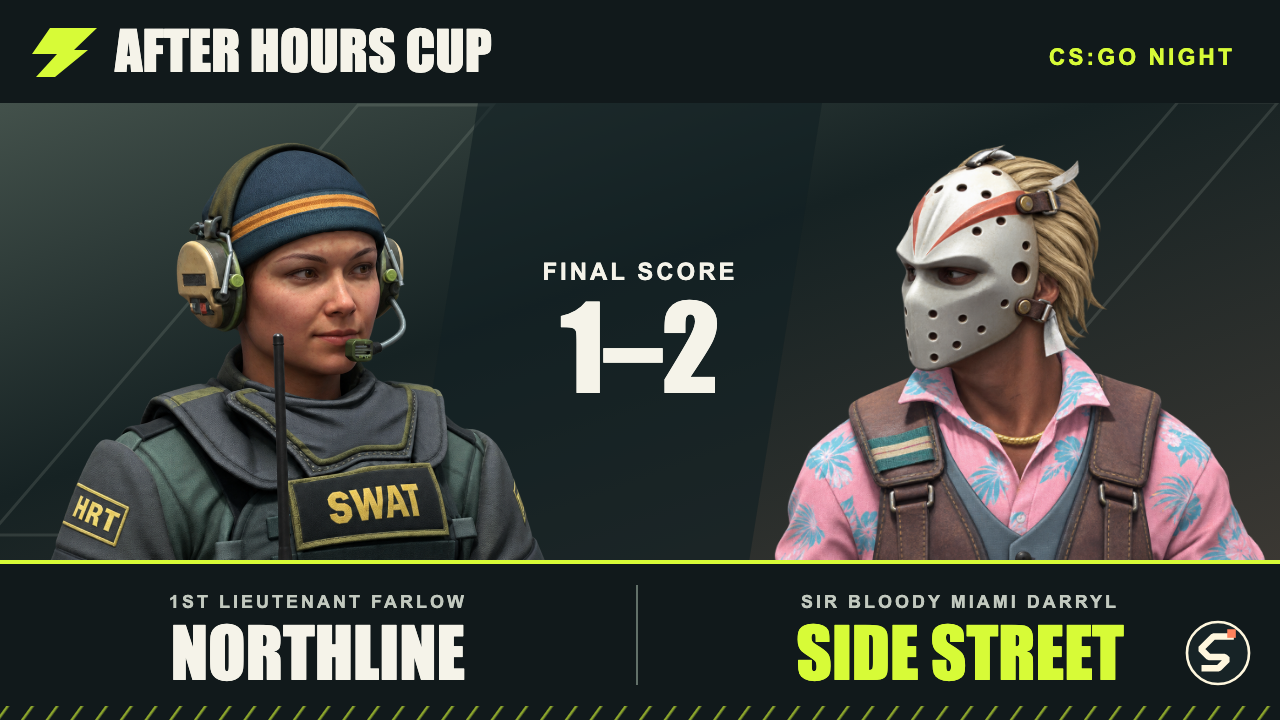 AFTER HOURS CUP
CS:GO NIGHT
FINAL SCORE
1–2
HRT
SWAT
1ST LIEUTENANT FARLOW
NORTHLINE
SIR BLOODY MIAMI DARRYL
SIDE STREET
S